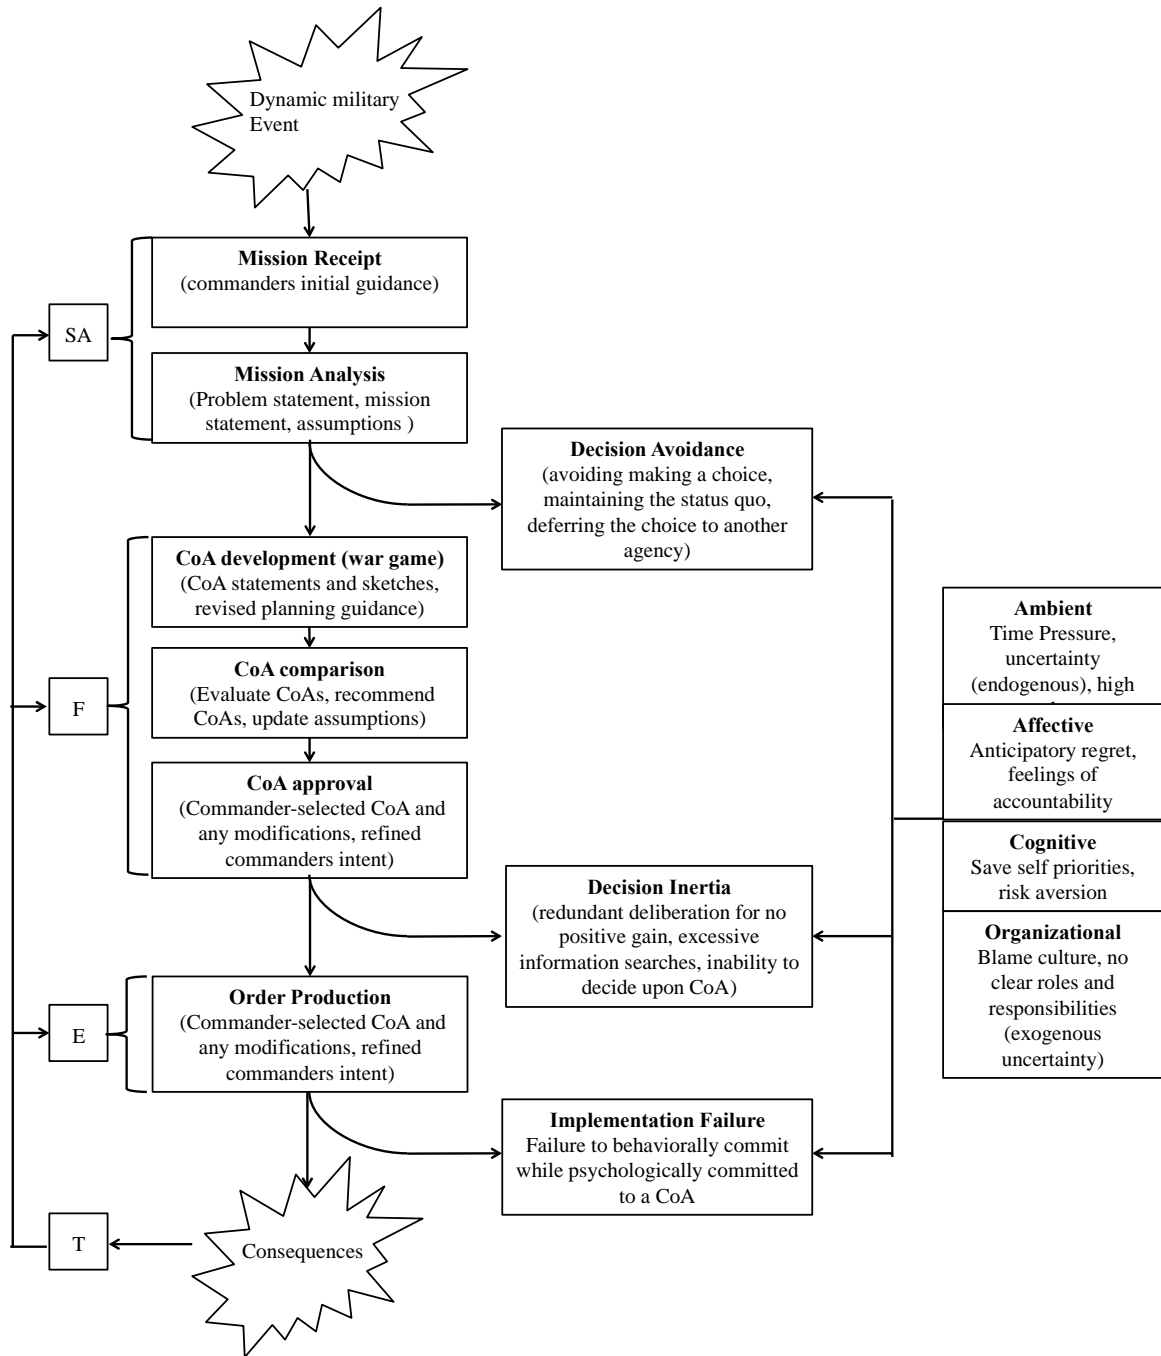 Dynamic military
Event
Mission Receipt
(commanders initial guidance)
SA
Mission Analysis
(Problem statement, mission
statement, assumptions )
Decision Avoidance
(avoiding making a choice,
maintaining the status quo,
deferring the choice to another
agency)
CoA development (war game)
(CoA statements and sketches,
revised planning guidance)
F
CoA comparison
(Evaluate CoAs, recommend
CoAs, update assumptions)
CoA approval
(Commander-selected CoA and
any modifications, refined
commanders intent)
Ambient
Time Pressure,
uncertainty
(endogenous), high
Affective
Anticipatory regret,
feelings of
accountability
Cognitive
Save self priorities,
risk aversion
Organizational
Blame culture, no
clear roles and
responsibilities
(exogenous
uncertainty)
Decision Inertia
(redundant deliberation for no
positive gain, excessive
information searches, inability to
decide upon CoA)
E
Order Production
(Commander-selected CoA and
any modifications, refined
commanders intent)
Implementation Failure
Failure to behaviorally commit
while psychologically committed
to a CoA
T
Consequences